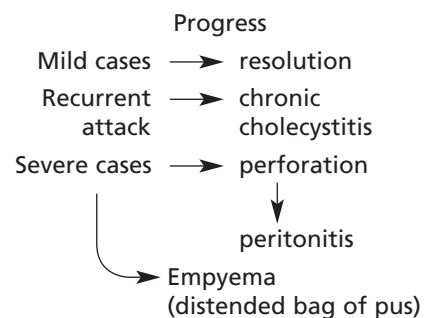 Progress
Mild cases → resolution
Recurrent attack → chronic cholecystitis
Severe cases → perforation
peritonitis
Empyema
(distended bag of pus)